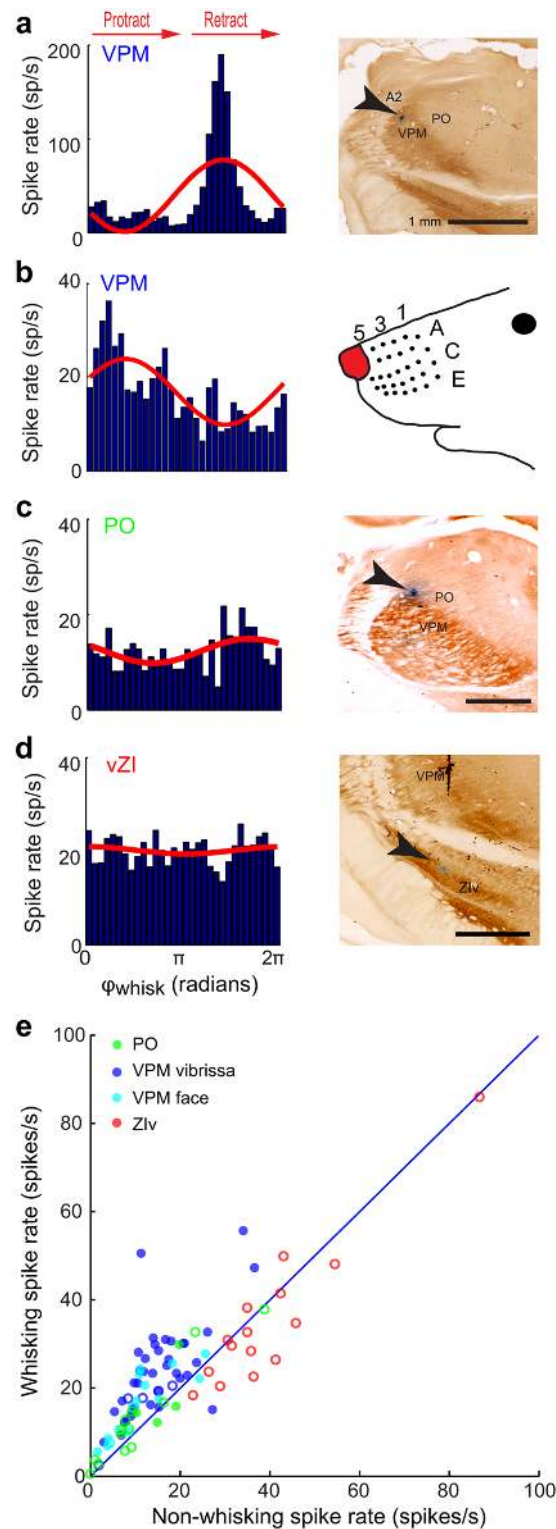 a
Protract
Retract
VPM
200
100
0
Spike rate (sp/s)
A2
PO
VPM
1 mm
b
VPM
40
20
0
Spike rate (sp/s)
5 3 1
A
C
E
c
PO
40
20
0
Spike rate (sp/s)
PO
VPM
d
vZI
40
20
0
Spike rate (sp/s)
0 π 2π
φwhisk (radians)
VPM
ZIv
e
100
80
60
40
20
0
Whisking spike rate (spikes/s)
PO
VPM vibrissa
VPM face
ZIv
0 20 40 60 80 100
Non-whisking spike rate (spikes/s)